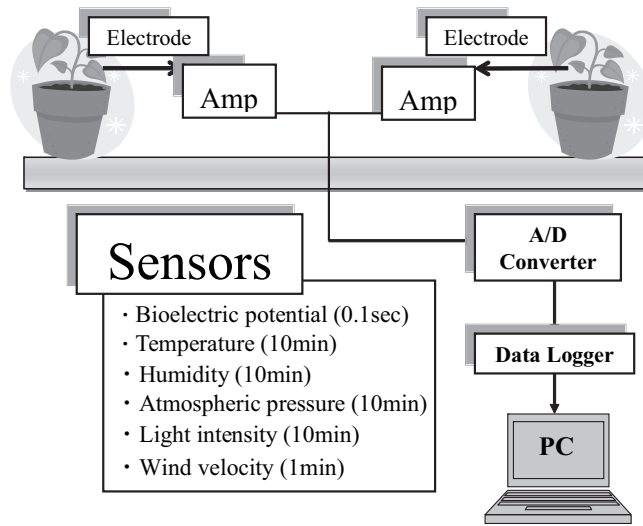 Electrode
Electrode
Amp
Amp
A/D
Converter
Sensors
・Bioelectric potential (0.1sec)
・Temperature (10min)
・Humidity (10min)
・Atmospheric pressure (10min)
・Light intensity (10min)
・Wind velocity (1min)
Data Logger
PC